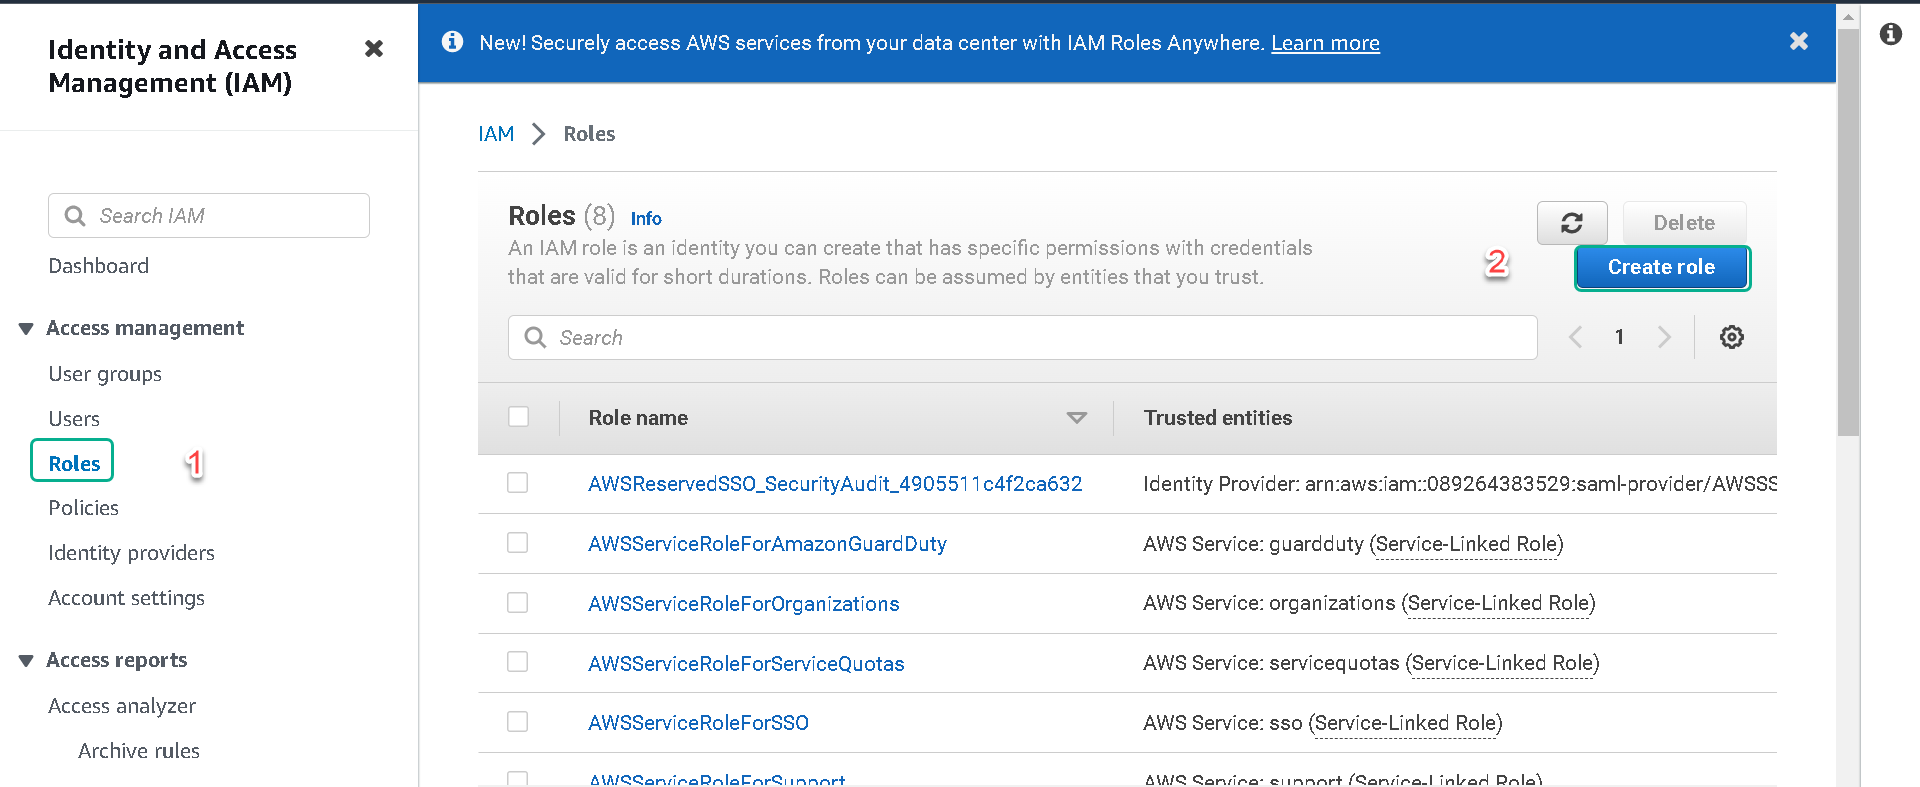 Identity and Access
Management (IAM)
Search IAM
Dashboard
Access management
User groups
Users
Roles
1
Policies
Identity providers
Account settings
Access reports
Access analyzer
Archive rules
New! Securely access AWS services from your data center with IAM Roles Anywhere. Learn more
IAM > Roles
Roles (8) Info
An IAM role is an identity you can create that has specific permissions with credentials
that are valid for short durations. Roles can be assumed by entities that you trust.
Delete
2
Create role
Search
1
Role name Trusted entities
AWSReservedSSO_SecurityAudit_4905511c4f2ca632 Identity Provider: arn:aws:iam::089264383529:saml-provider/AWSSS
AWSServiceRoleForAmazonGuardDuty AWS Service: guardduty (Service-Linked Role)
AWSServiceRoleForOrganizations AWS Service: organizations (Service-Linked Role)
AWSServiceRoleForServiceQuotas AWS Service: servicequotas (Service-Linked Role)
AWSServiceRoleForSSO AWS Service: sso (Service-Linked Role)
AWSServiceRoleForSupport AWS Service: support (Service-Linked Role)